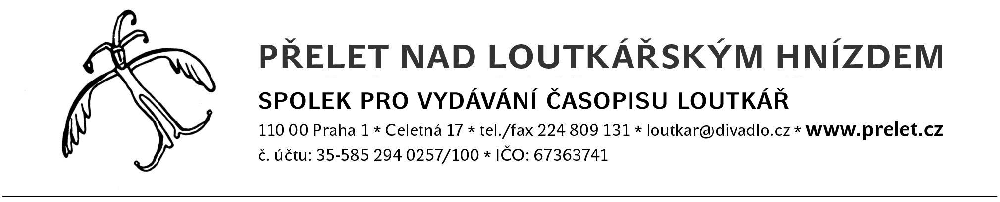 PŘELET NAD LOUTKÁŘSKÝM HNÍZDEM
SPOLEK PRO VYDÁVÁNÍ ČASOPISU LOUTKÁŘ
110 00 Praha 1 * Celetná 17 * tel./fax 224 809 131 * loutkar@divadlo.cz * www.prelet.cz
č. účtu: 35-585 294 0257/100 * IČO: 67363741